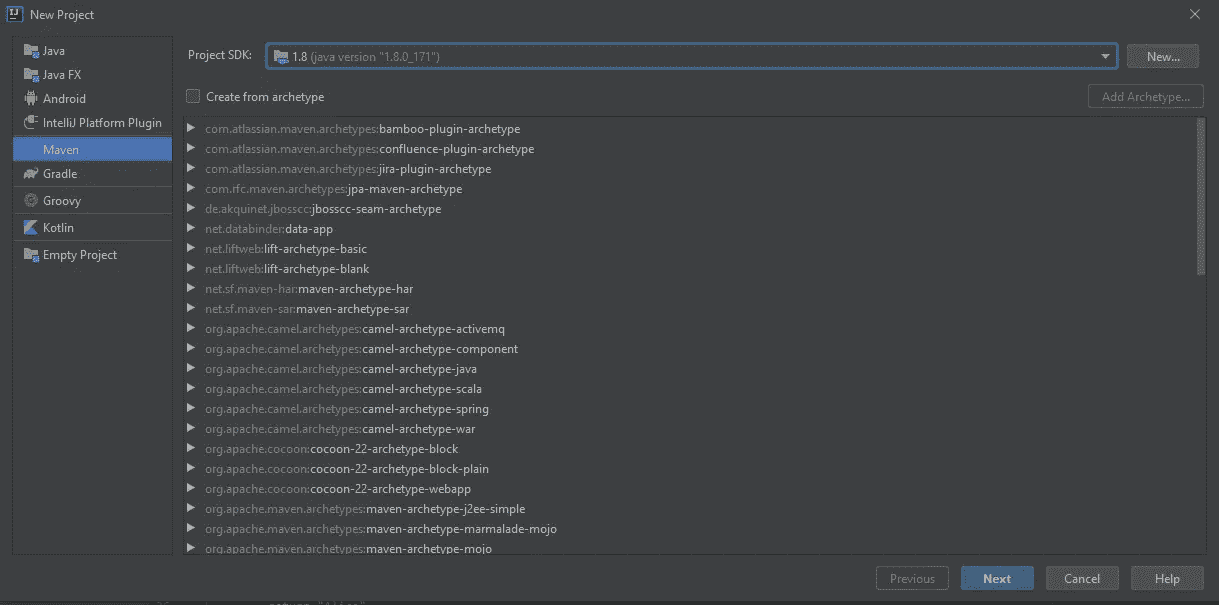 New Project
Java
Java FX
Android
IntelliJ Platform Plugin
Maven
Gradle
Groovy
Kotlin
Empty Project
Project SDK: 1.8 (java version "1.8.0_171") New...
Create from archetype Add Archetype...
com.atlassian.maven.archetypes:bamboo-plugin-archetype
com.atlassian.maven.archetypes:confluence-plugin-archetype
com.atlassian.maven.archetypes:jira-plugin-archetype
com.rfc.maven.archetypes:jpa-maven-archetype
de.akquinet.jbosscc:jbosscc-seam-archetype
net.databinder:data-app
net.liftweb:lift-archetype-basic
net.liftweb:lift-archetype-blank
net.sf.maven-har:maven-archetype-har
net.sf.maven-sar:maven-archetype-sar
org.apache.camel.archetypes:camel-archetype-activemq
org.apache.camel.archetypes:camel-archetype-component
org.apache.camel.archetypes:camel-archetype-java
org.apache.camel.archetypes:camel-archetype-scala
org.apache.camel.archetypes:camel-archetype-spring
org.apache.camel.archetypes:camel-archetype-war
org.apache.cocoon:cocoon-22-archetype-block
org.apache.cocoon:cocoon-22-archetype-block-plain
org.apache.cocoon:cocoon-22-archetype-webapp
org.apache.maven.archetypes:maven-archetype-j2ee-simple
org.apache.maven.archetypes:maven-archetype-marmalade-mojo
org.apache.maven.archetypes:maven-archetype-mojo
Previous Next Cancel Help